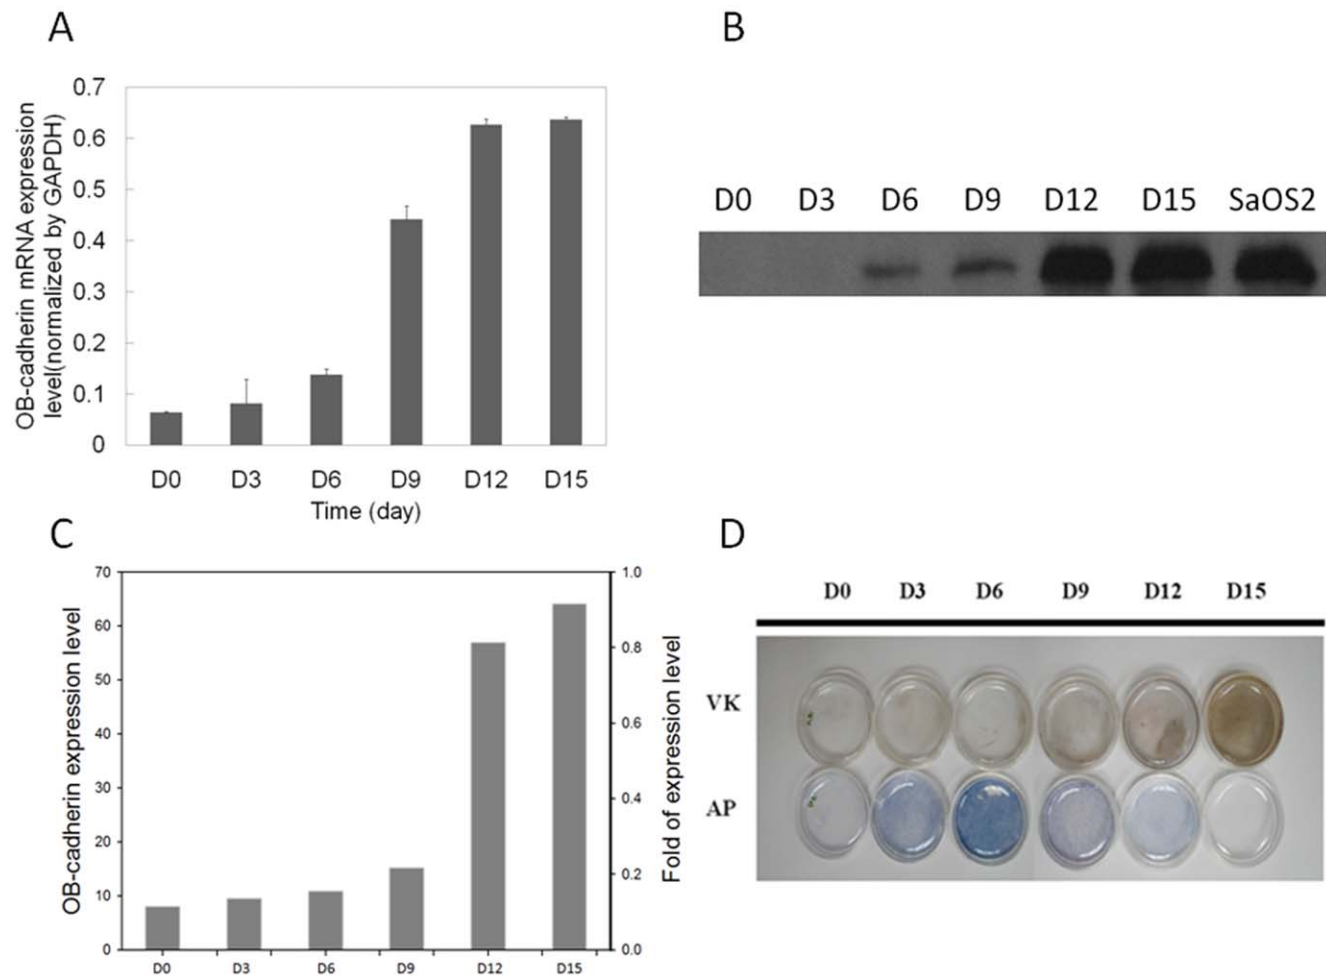 A
0.7
0.6
0.5
0.4
0.3
0.2
0.1
0
OB-cadherin mRNA expression
level(normalized by GAPDH)
D0 D3 D6 D9 D12 D15
Time (day)
B
D0 D3 D6 D9 D12 D15 SaOS2
C
70
60
50
40
30
20
10
0
OB-cadherin expression level
1.0
0.8
0.6
0.4
0.2
0.0
Fold of expression level
D0 D3 D6 D9 D12 D15
D
D0 D3 D6 D9 D12 D15
VK
AP